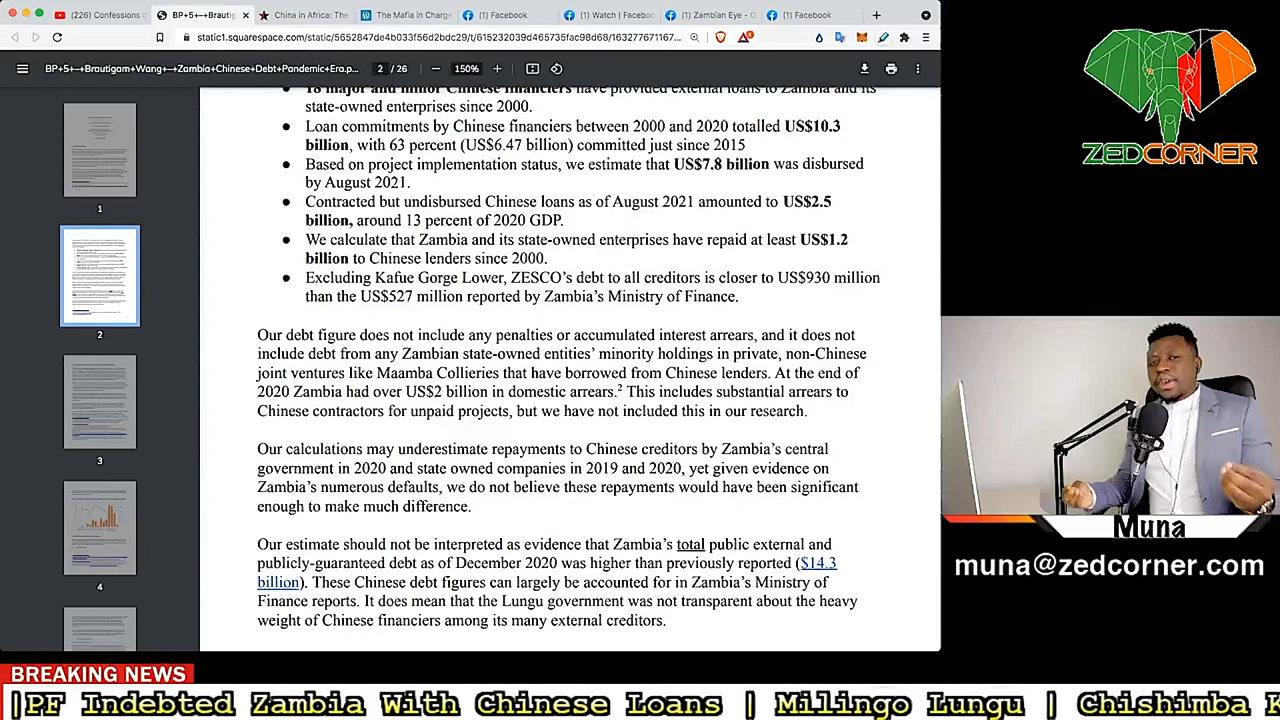 (226) Confessions o
BP+5+–+Brautig
China in Africa: The
The Mafia in Charg
(1) Facebook
(1) Watch | Faceboo
(1) Zambian Eye - G
(1) Facebook
static1.squarespace.com/static/5652847de4b033f56d2bdc29/t/615232039d465735fac98d68/163277671167...
BP+5+–+Brautigam+Wang+–+Zambia+Chinese+Debt+Pandemic+Era.p...
2 / 26
150%
18 major and minor Chinese financiers have provided external loans to Zambia and its
state-owned enterprises since 2000.
● Loan commitments by Chinese financiers between 2000 and 2020 totalled US$10.3
billion, with 63 percent (US$6.47 billion) committed just since 2015
● Based on project implementation status, we estimate that US$7.8 billion was disbursed
by August 2021.
● Contracted but undisbursed Chinese loans as of August 2021 amounted to US$2.5
billion, around 13 percent of 2020 GDP.
● We calculate that Zambia and its state-owned enterprises have repaid at least US$1.2
billion to Chinese lenders since 2000.
● Excluding Kafue Gorge Lower, ZESCO's debt to all creditors is closer to US$930 million
than the US$527 million reported by Zambia's Ministry of Finance.
Our debt figure does not include any penalties or accumulated interest arrears, and it does not
include debt from any Zambian state-owned entities' minority holdings in private, non-Chinese
joint ventures like Maamba Collieries that have borrowed from Chinese lenders. At the end of
2020 Zambia had over US$2 billion in domestic arrears.2 This includes substantial arrears to
Chinese contractors for unpaid projects, but we have not included this in our research.
Our calculations may underestimate repayments to Chinese creditors by Zambia's central
government in 2020 and state owned companies in 2019 and 2020, yet given evidence on
Zambia's numerous defaults, we do not believe these repayments would have been significant
enough to make much difference.
Our estimate should not be interpreted as evidence that Zambia's total public external and
publicly-guaranteed debt as of December 2020 was higher than previously reported ($14.3
billion). These Chinese debt figures can largely be accounted for in Zambia's Ministry of
Finance reports. It does mean that the Lungu government was not transparent about the heavy
weight of Chinese financiers among its many external creditors.
1
2
3
4
ZEDCORNER
Muna
muna@zedcorner.com
BREAKING NEWS
|PF Indebted Zambia With Chinese Loans | Milingo Lungu | Chishimba K